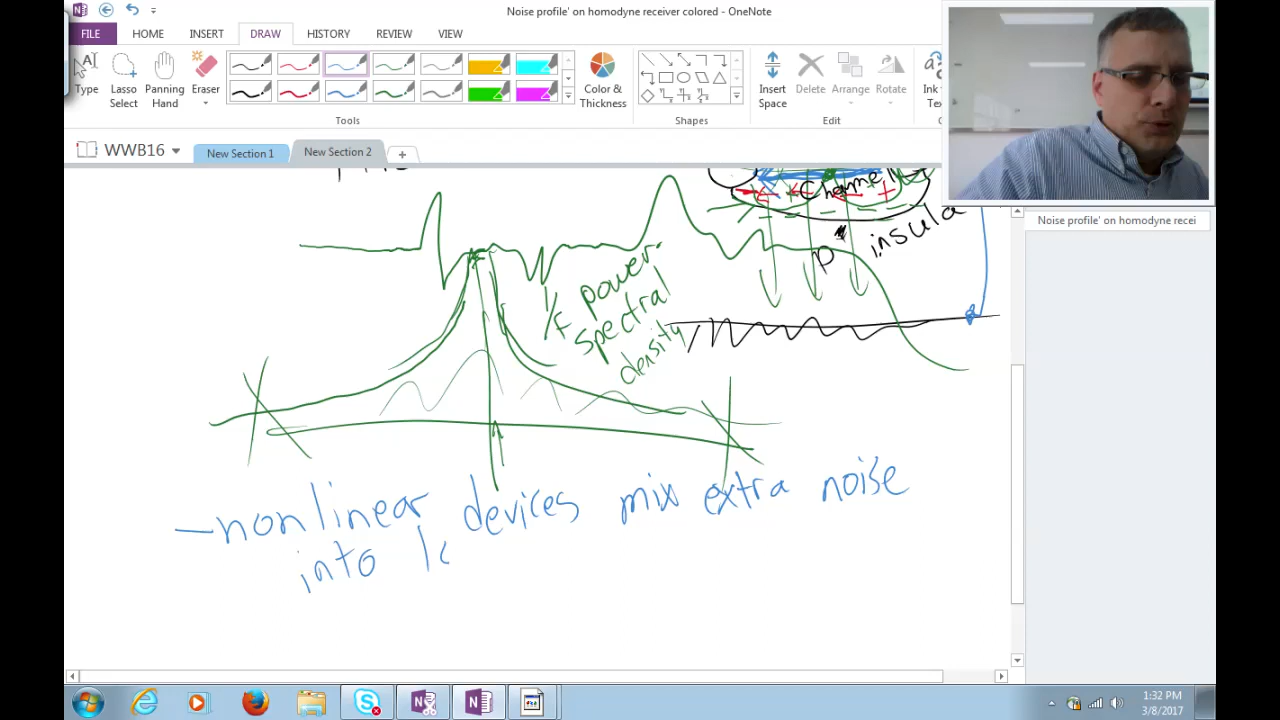 Noise profile' on homodyne receiver colored - OneNote
FILE
HOME
INSERT
DRAW
HISTORY
REVIEW
VIEW
A
Type
Lasso
Select
Panning
Hand
Eraser
Color &
Thickness
Insert
Space
Delete
Arrange
Rotate
Ink to
Tex
Tools
Shapes
Edit
WWB16
New Section 1
New Section 2
Noise profile' on homodyne recei
Channel
P
insula
1/f power
spectral
density
-nonlinear devices mix extra noise
into
1:32 PM
3/8/2017